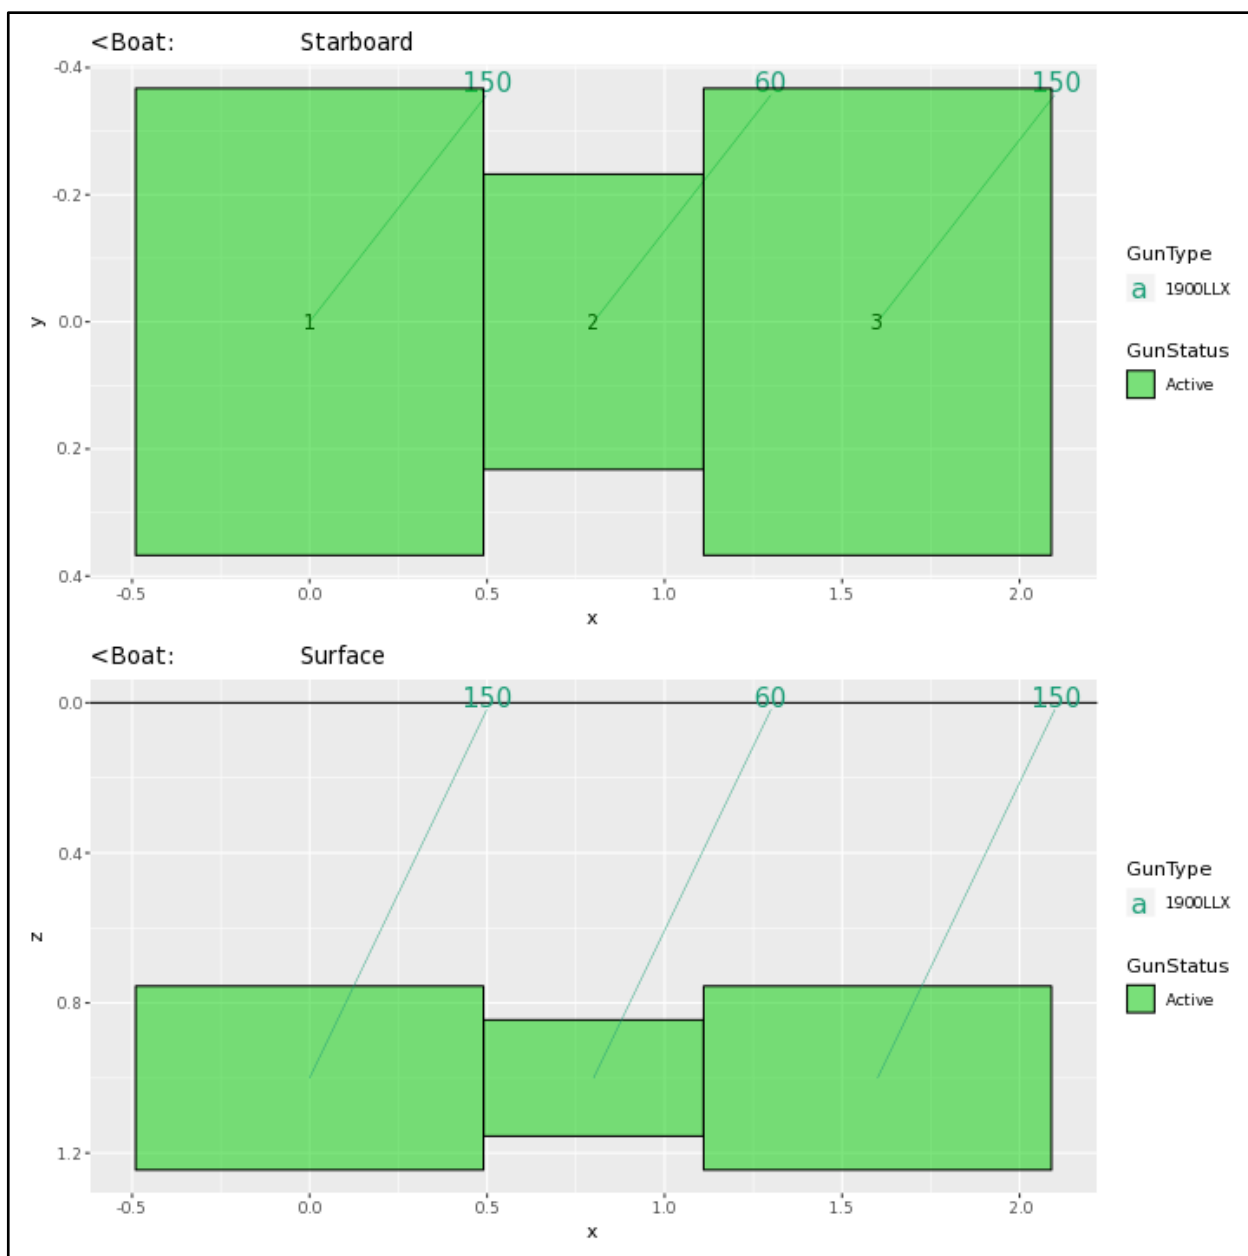 <Boat: Starboard
-0.4
150 60 150
-0.2
GunType
a 1900LLX
y 0.0 1 2 3
GunStatus
Active
0.2
0.4
-0.5 0.0 0.5 1.0 1.5 2.0
x
<Boat: Surface
0.0 150 60 150
0.4
GunType
a 1900LLX
z
GunStatus
0.8 Active
1.2
-0.5 0.0 0.5 1.0 1.5 2.0
x